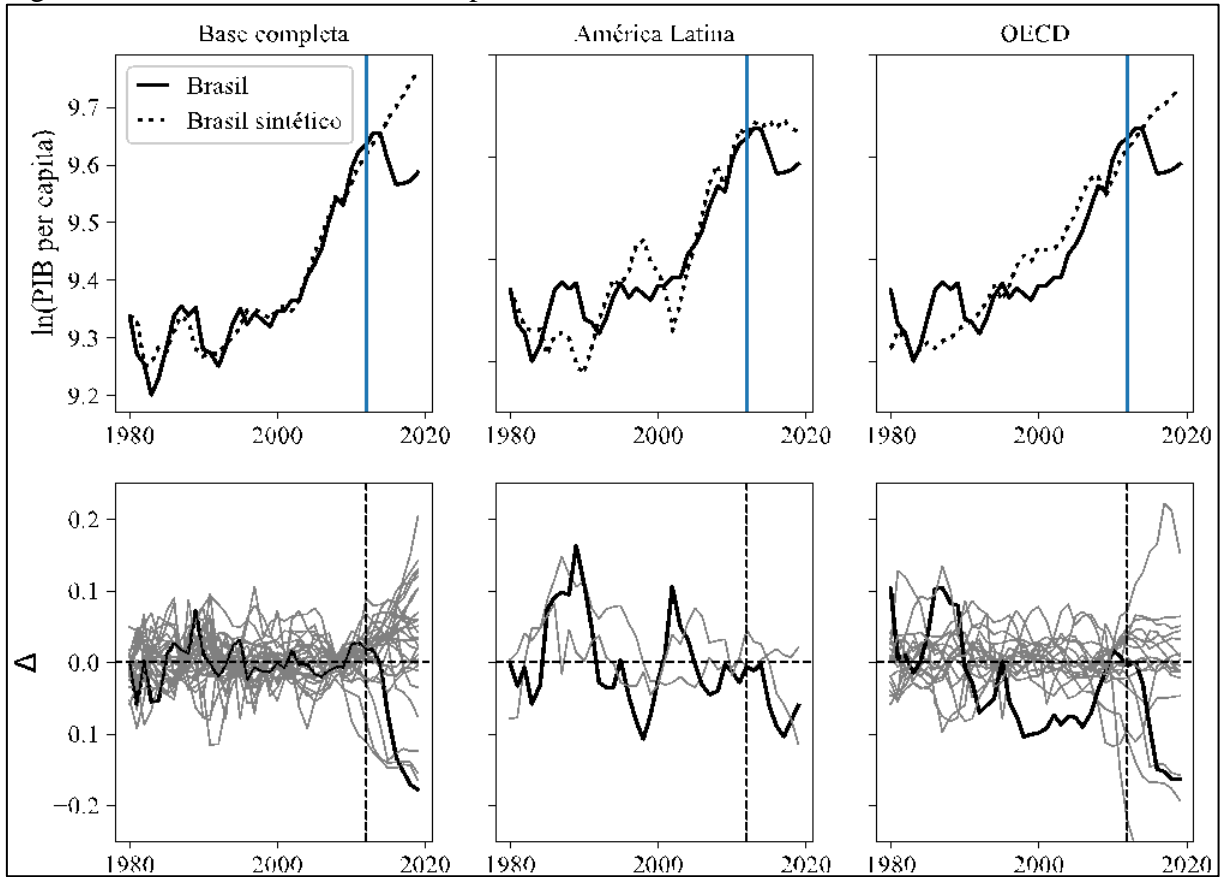 Base completa América Latina OECD
Brasil
Brasil sintético
ln(PIB per capita)
9.7
9.6
9.5
9.4
9.3
9.2
1980 2000 2020 1980 2000 2020 1980 2000 2020
Δ
0.2
0.1
0.0
0.1
−0.2
1980 2000 2020 1980 2000 2020 1980 2000 2020